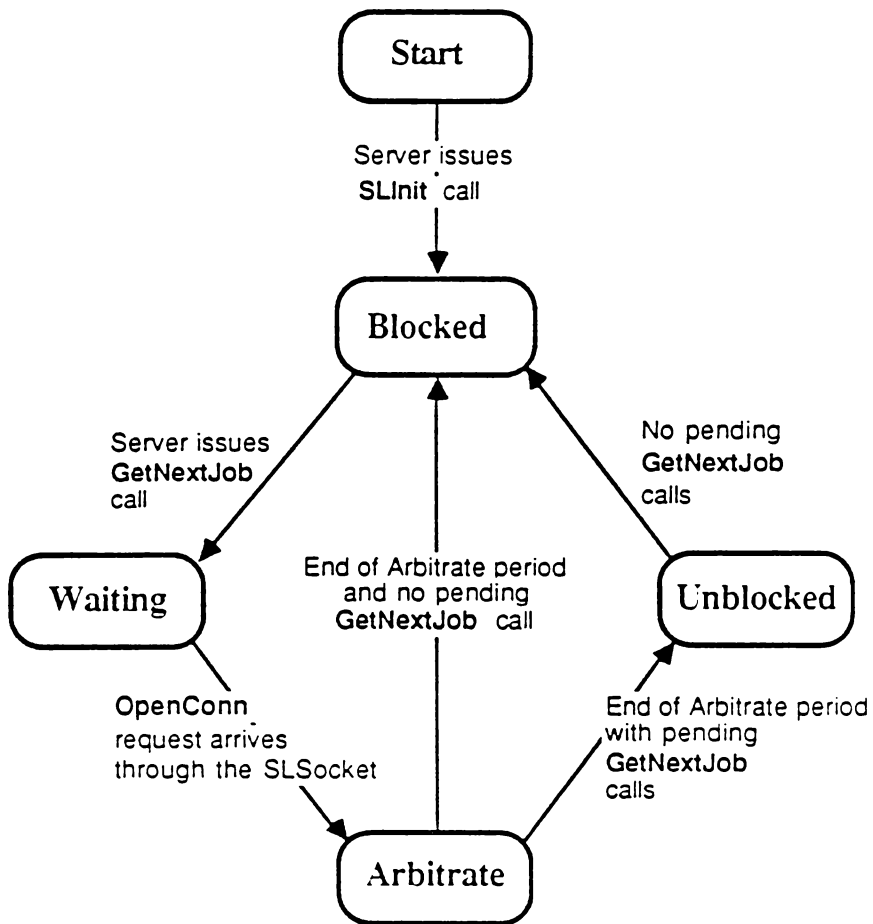 Start
Server issues
SLInit call
Blocked
Server issues
GetNextJob
call
No pending
GetNextJob
calls
Waiting
End of Arbitrate period
and no pending
GetNextJob call
Unblocked
OpenConn
request arrives
through the SLSocket
End of Arbitrate period
with pending
GetNextJob
calls
Arbitrate